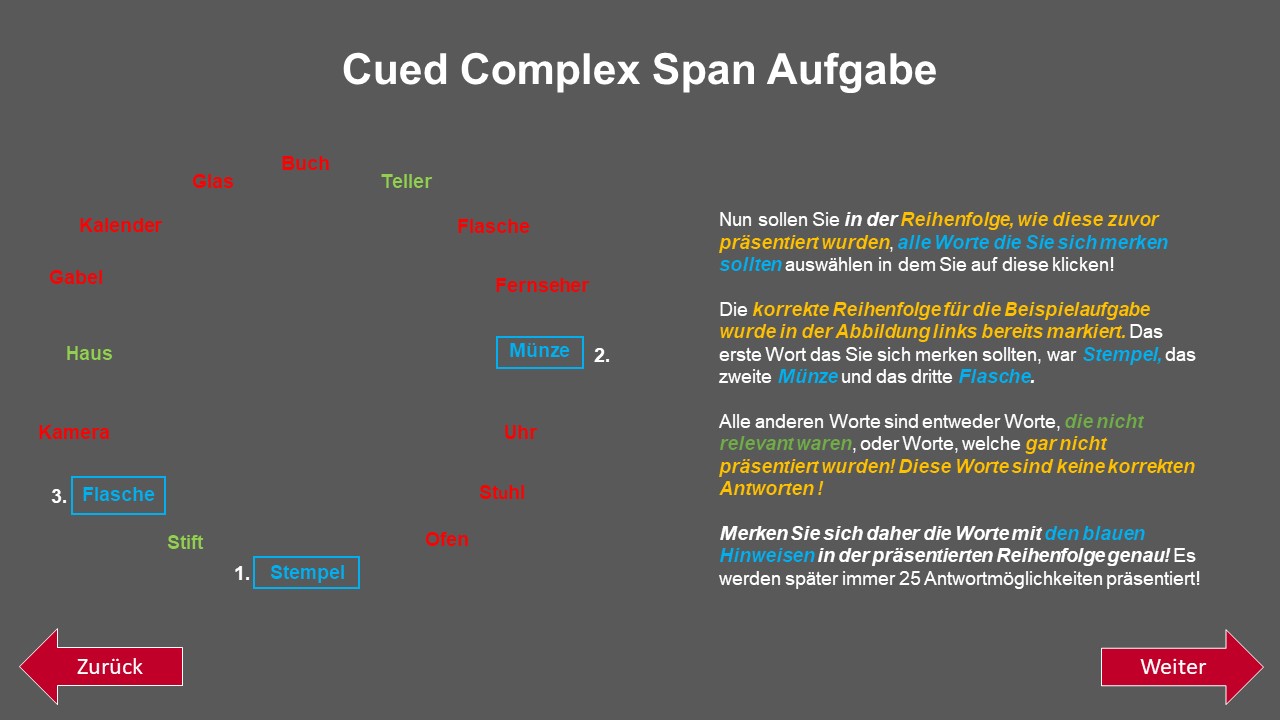 Cued Complex Span Aufgabe
Buch
Glas
Teller
Kalender
Flasche
Gabel
Fernseher
Haus
Münze 2.
Kamera
Uhr
3. Flasche
Stuhl
Stift
Ofen
1. Stempel
Nun sollen Sie in der Reihenfolge, wie diese zuvor
präsentiert wurden, alle Worte die Sie sich merken
sollten auswählen in dem Sie auf diese klicken!
Die korrekte Reihenfolge für die Beispielaufgabe
wurde in der Abbildung links bereits markiert. Das
erste Wort das Sie sich merken sollten, war Stempel, das
zweite Münze und das dritte Flasche.
Alle anderen Worte sind entweder Worte, die nicht
relevant waren, oder Worte, welche gar nicht
präsentiert wurden! Diese Worte sind keine korrekten
Antworten !
Merken Sie sich daher die Worte mit den blauen
Hinweisen in der präsentierten Reihenfolge genau! Es
werden später immer 25 Antwortmöglichkeiten präsentiert!
Zurück
Weiter